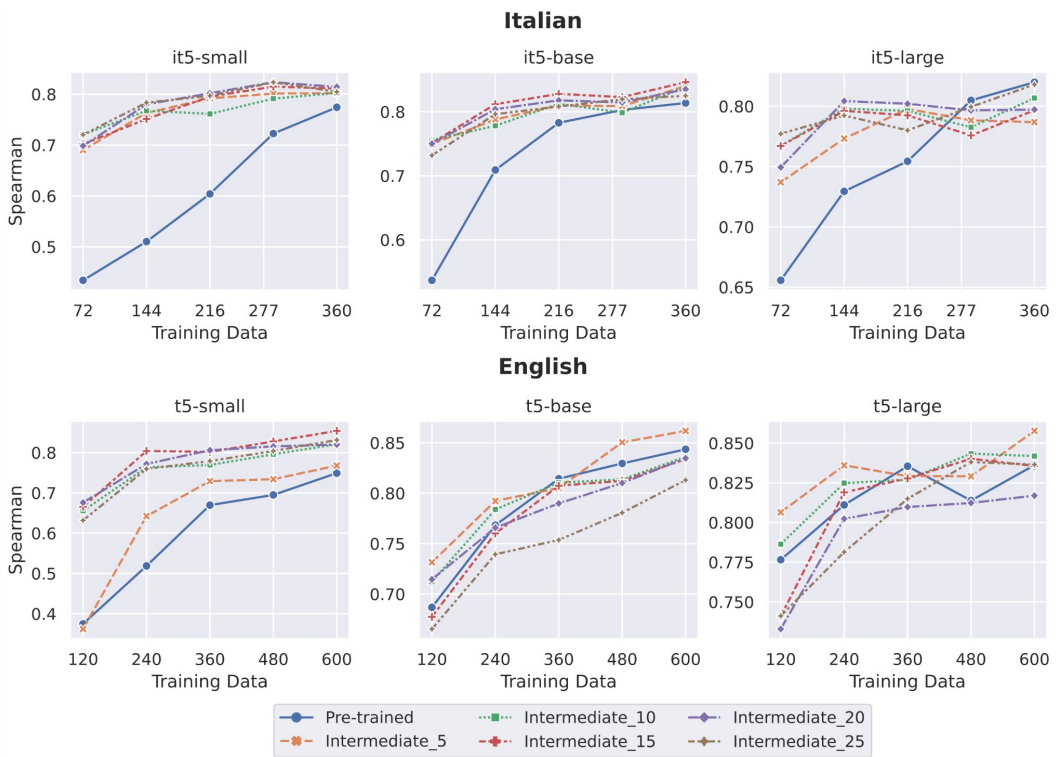 Italian
it5-small it5-base it5-large
0.8 0.8 0.80
0.7 0.7 0.75
0.6 0.6 0.70
0.5 0.65
Spearman
72 144 216 277 360 72 144 216 277 360 72 144 216 277 360
Training Data Training Data Training Data
English
t5-small t5-base t5-large
0.8 0.85 0.850
0.7 0.80 0.825
0.6 0.75 0.800
0.5 0.70 0.775
0.4 0.750
Spearman
120 240 360 480 600 120 240 360 480 600 120 240 360 480 600
Training Data Training Data Training Data
Pre-trained Intermediate_10 Intermediate_20
Intermediate_5 Intermediate_15 Intermediate_25